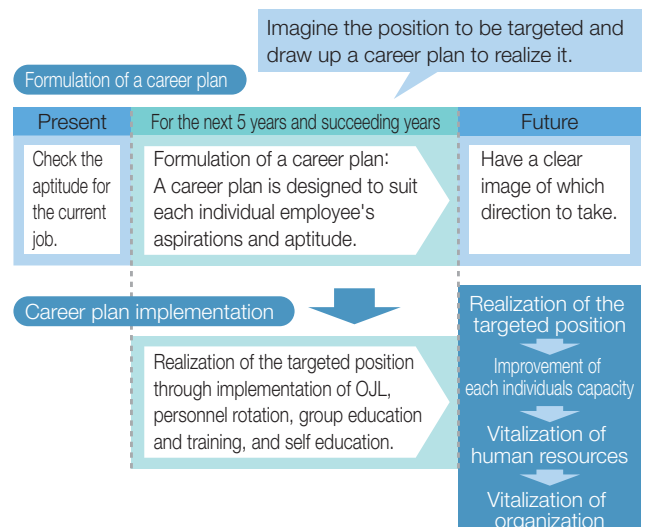 Imagine the position to be targeted and
draw up a career plan to realize it.
Formulation of a career plan
Present
For the next 5 years and succeeding years
Future
Check the
aptitude for
the current
job.
Formulation of a career plan:
A career plan is designed to suit
each individual employee's
aspirations and aptitude.
Have a clear
image of which
direction to take.
Career plan implementation
Realization of the targeted position
through implementation of OJL,
personnel rotation, group education
and training, and self education.
Realization of the
targeted position
Improvement of
each individuals capacity
Vitalization of
human resources
Vitalization of
organization